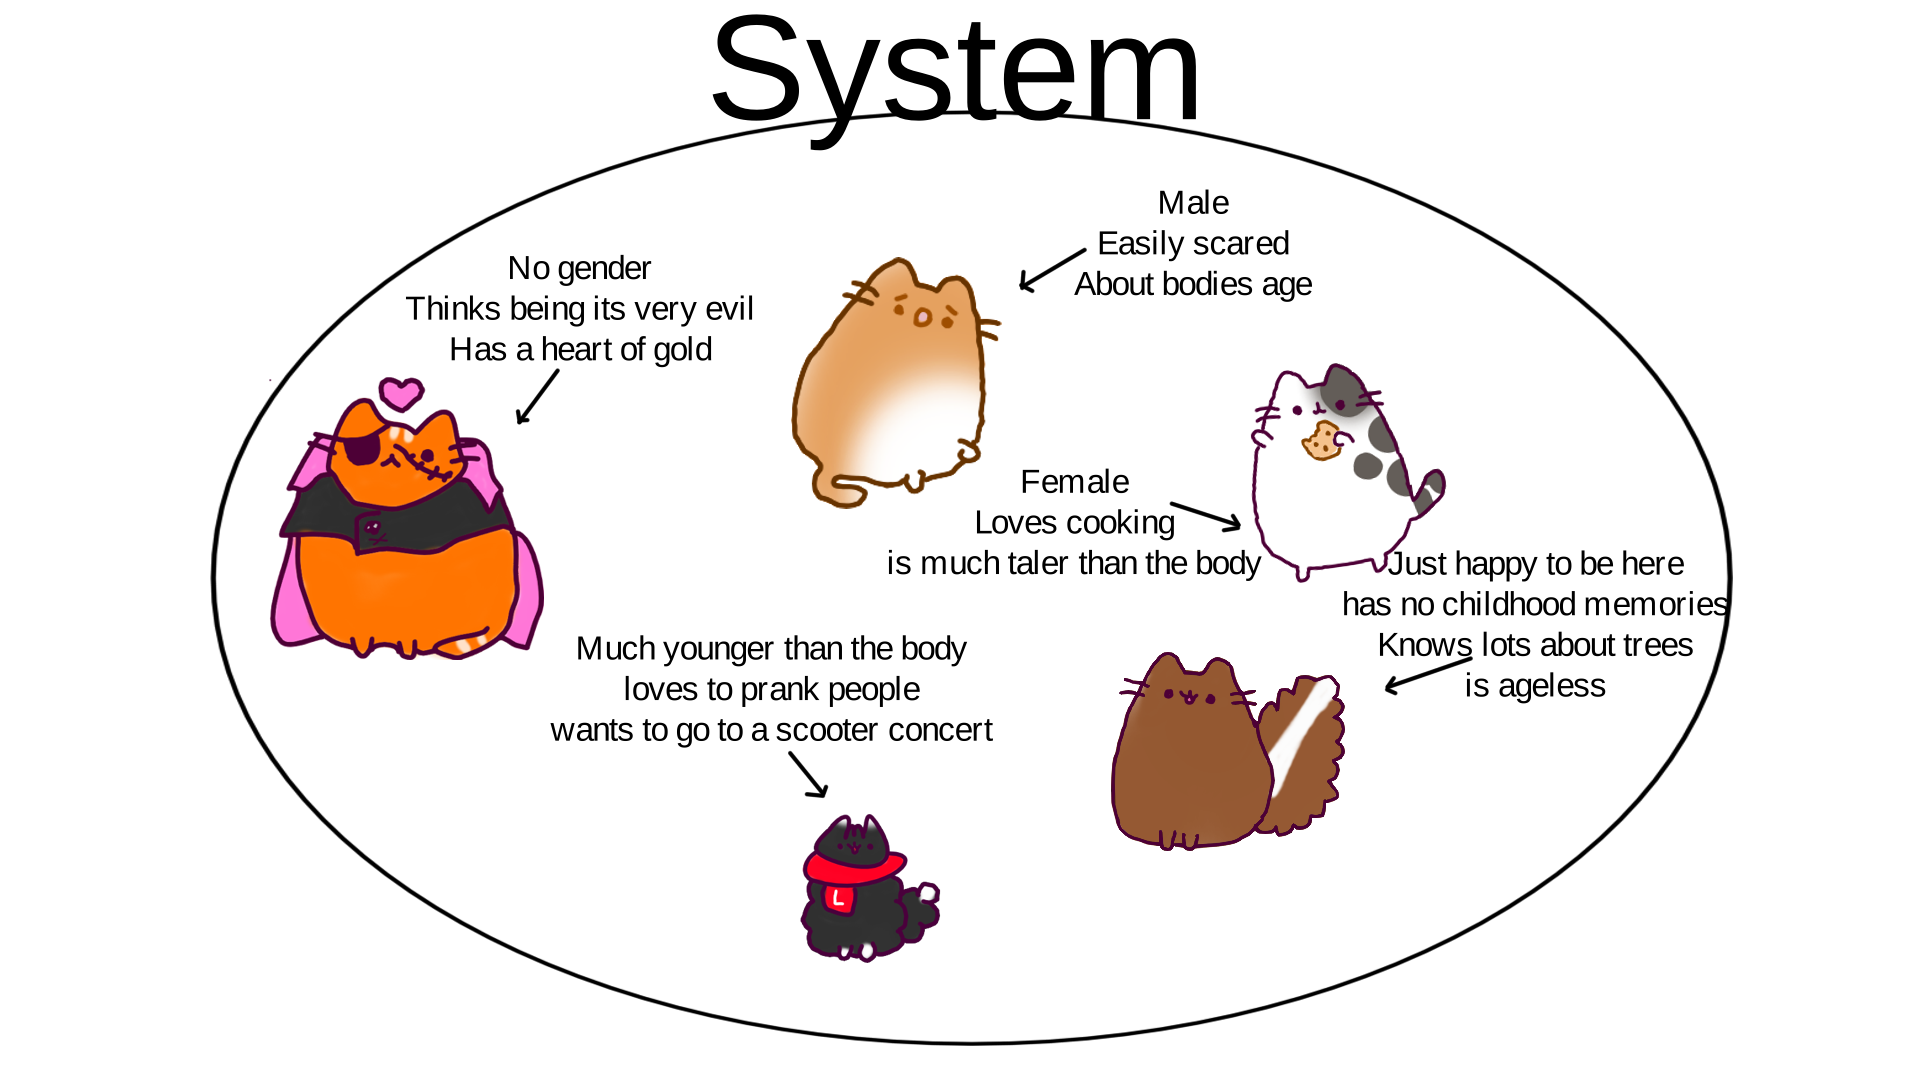 System
Male
Easily scared
About bodies age
No gender
Thinks being its very evil
Has a heart of gold
Female
Loves cooking
is much taler than the body
Just happy to be here
has no childhood memories
Knows lots about trees
is ageless
Much younger than the body
loves to prank people
wants to go to a scooter concert
L